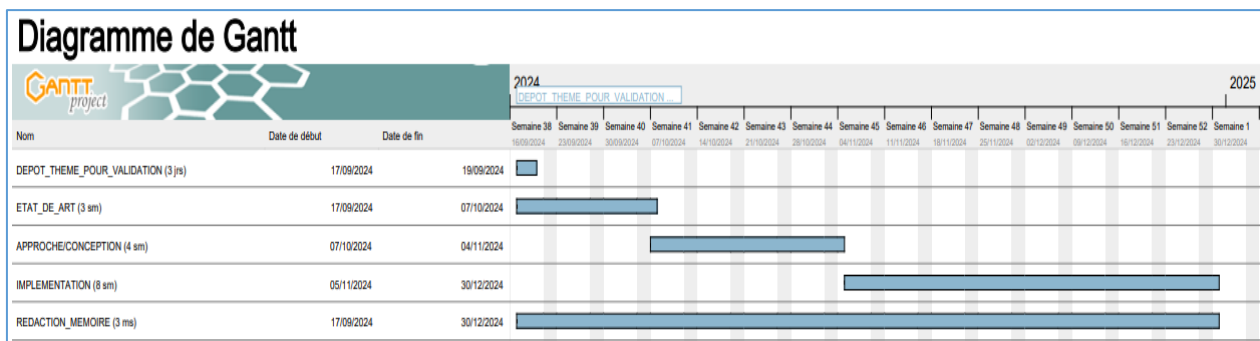 Diagramme de Gantt
GANTT
project
2024
2025
DEPOT_THEME_POUR_VALIDATION ...
Nom Date de début Date de fin
Semaine 38 Semaine 39 Semaine 40 Semaine 41 Semaine 42 Semaine 43 Semaine 44 Semaine 45 Semaine 46 Semaine 47 Semaine 48 Semaine 49 Semaine 50 Semaine 51 Semaine 52 Semaine 1
16/09/2024 23/09/2024 30/09/2024 07/10/2024 14/10/2024 21/10/2024 28/10/2024 04/11/2024 11/11/2024 18/11/2024 25/11/2024 02/12/2024 09/12/2024 16/12/2024 23/12/2024 30/12/2024
DEPOT_THEME_POUR_VALIDATION (3 jrs) 17/09/2024 19/09/2024
ETAT_DE_ART (3 sm) 17/09/2024 07/10/2024
APPROCHE/CONCEPTION (4 sm) 07/10/2024 04/11/2024
IMPLEMENTATION (8 sm) 05/11/2024 30/12/2024
REDACTION_MEMOIRE (3 ms) 17/09/2024 30/12/2024